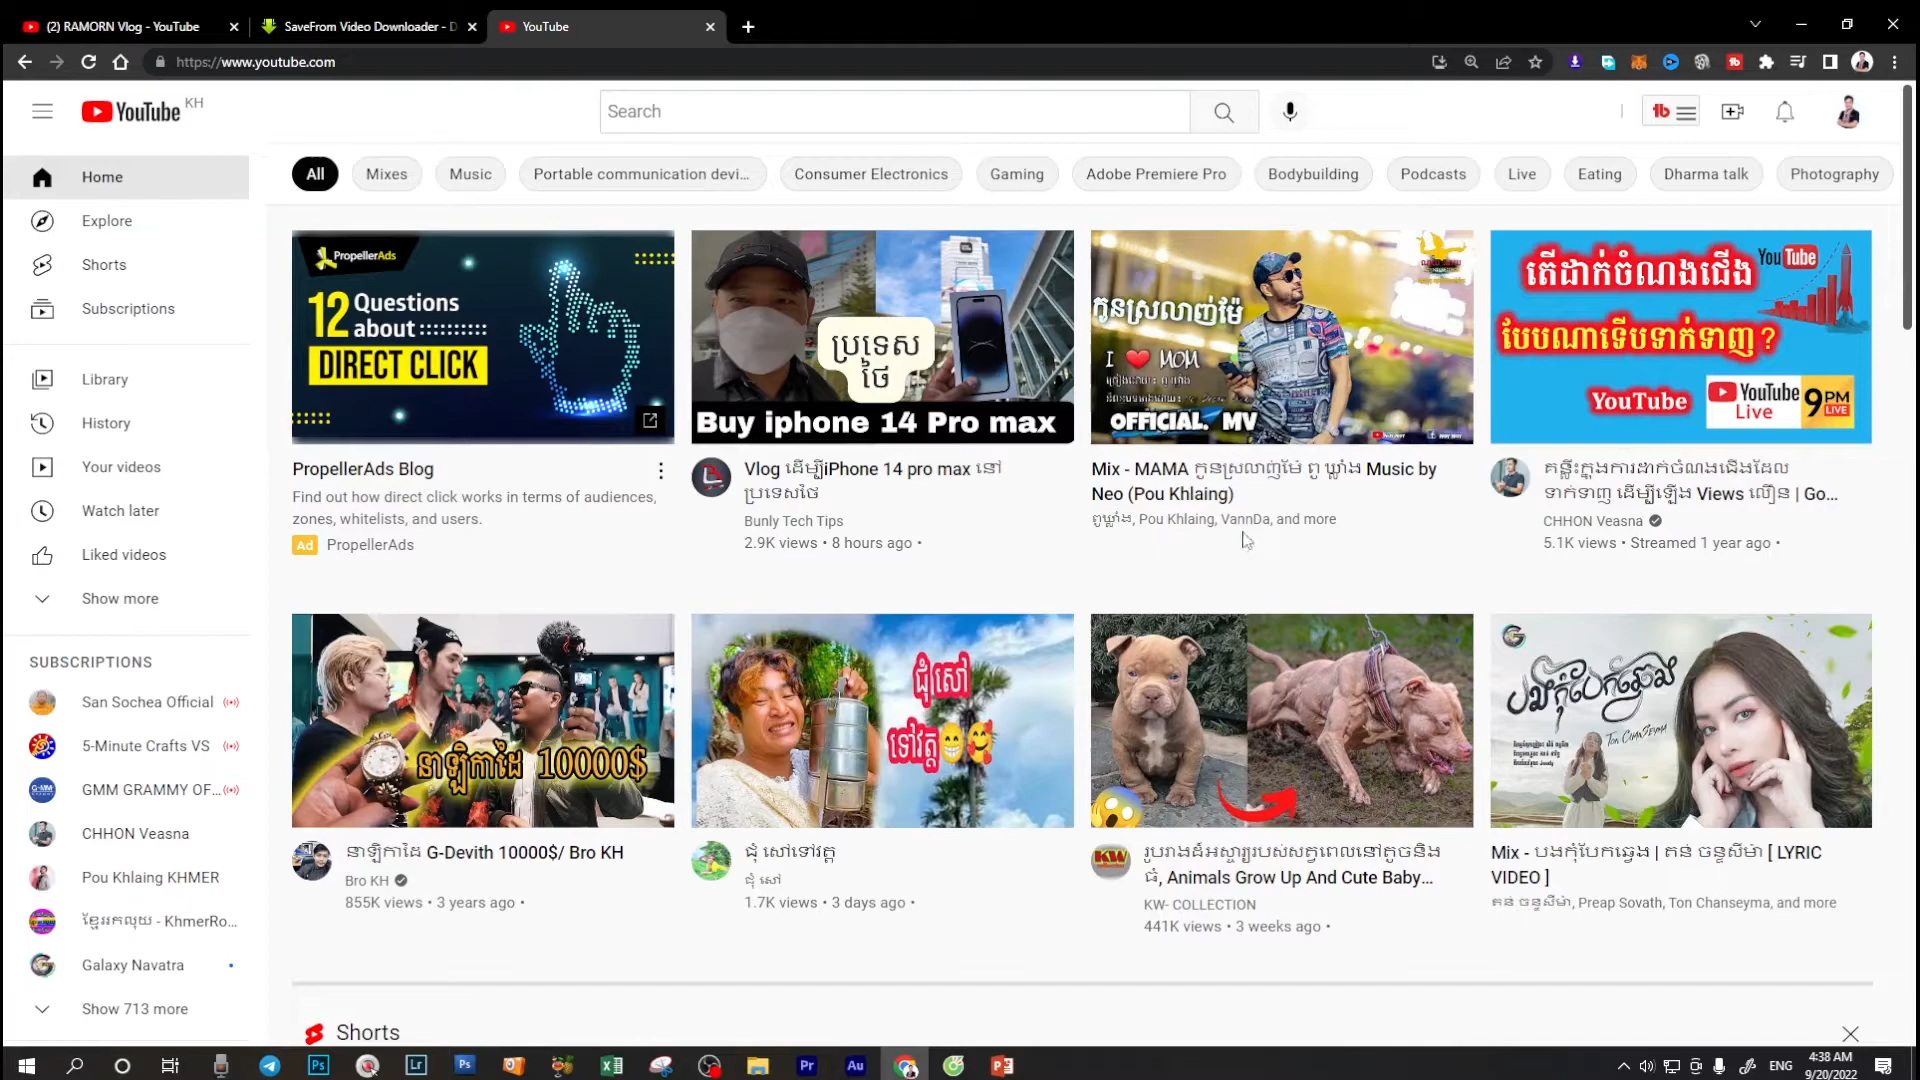 (2) RAMORN Vlog - YouTube
SaveFrom Video Downloader - D
YouTube
https://www.youtube.com
YouTube KH
Search
Home
Explore
Shorts
Subscriptions
Library
History
Your videos
Watch later
Liked videos
Show more
SUBSCRIPTIONS
San Sochea Official
5-Minute Crafts VS
GMM GRAMMY OF...
CHHON Veasna
Pou Khlaing KHMER
ខ្មែររកលុយ - KhmerRo...
Galaxy Navatra
Show 713 more
All
Mixes
Music
Portable communication devi...
Consumer Electronics
Gaming
Adobe Premiere Pro
Bodybuilding
Podcasts
Live
Eating
Dharma talk
Photography
PropellerAds
12 Questions
about
DIRECT CLICK
PropellerAds Blog
Find out how direct click works in terms of audiences,
zones, whitelists, and users.
Ad PropellerAds
ប្រទេស
ថៃ
Buy iphone 14 Pro max
Vlog ដើម្បីiPhone 14 pro max នៅ
ប្រទេសថៃ
Bunly Tech Tips
2.9K views • 8 hours ago •
កូនស្រលាញ់ម៉ែ
I ❤ MOM
OFFICIAL. MV
Mix - MAMA កូនស្រលាញ់ម៉ែ ពូ ឃ្លាំង Music by
Neo (Pou Khlaing)
ពូឃ្លាំង, Pou Khlaing, VannDa, and more
តើដាក់ចំណងជើង
YouTube
បែបណាទើបទាក់ទាញ ?
YouTube
YouTube
Live
9 PM
LIVE
គន្លឹះក្នុងការដាក់ចំណងជើងដែល
ទាក់ទាញ ដើម្បីឡើង Views លឿន | Go...
CHHON Veasna
5.1K views • Streamed 1 year ago •
នាឡិកាដៃ 10000$
នាឡិកាដៃ G-Devith 10000$/ Bro KH
Bro KH
855K views • 3 years ago •
ជុំសៅ
ទៅវត្ត
ជុំ សៅទៅវត្ត
ជុំ សៅ
1.7K views • 3 days ago •
KW
រូបរាងដ៏អស្ចារ្យរបស់សត្វពេលនៅតូចនិង
ធំ, Animals Grow Up And Cute Baby...
KW- COLLECTION
441K views • 3 weeks ago •
បងកុំបែកឆ្វេង
TON CHANSEYMA
Mix - បងកុំបែកឆ្វេង | តន់ ចន្ទសីម៉ា [ LYRIC
VIDEO ]
តន់ ចន្ទសីម៉ា, Preap Sovath, Ton Chanseyma, and more
Shorts
ENG
4:38 AM
9/20/2022